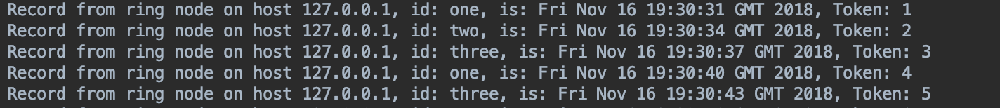 Record from ring node on host 127.0.0.1, id: one, is: Fri Nov 16 19:30:31 GMT 2018, Token: 1
Record from ring node on host 127.0.0.1, id: two, is: Fri Nov 16 19:30:34 GMT 2018, Token: 2
Record from ring node on host 127.0.0.1, id: three, is: Fri Nov 16 19:30:37 GMT 2018, Token: 3
Record from ring node on host 127.0.0.1, id: one, is: Fri Nov 16 19:30:40 GMT 2018, Token: 4
Record from ring node on host 127.0.0.1, id: three, is: Fri Nov 16 19:30:43 GMT 2018, Token: 5